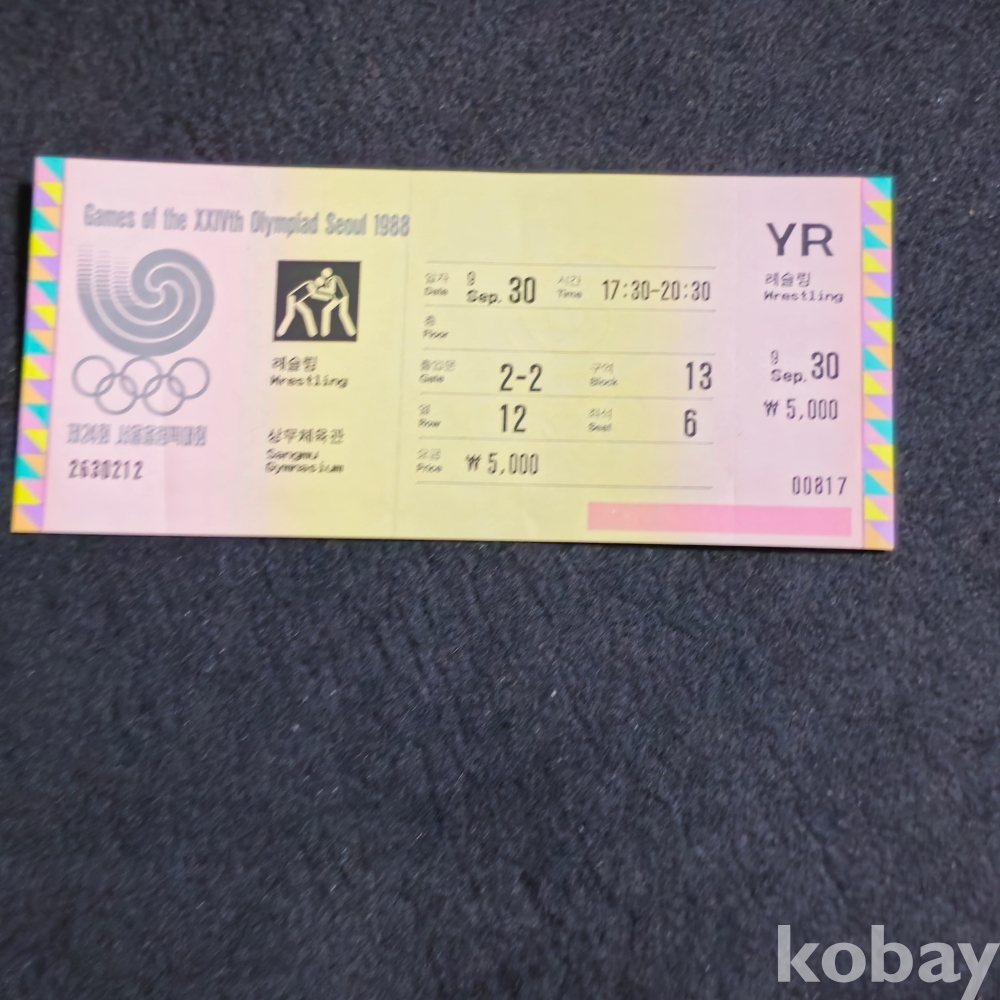 Games of the XXIVth Olympiad Seoul 1988
제24회 서울올림픽대회
2630212
레슬링
Wrestling
상무체육관
Sangmu
Gymnasium
일자 Date 9 Sep. 30 시간 Time 17:30-20:30
층 Floor
출입문 Gate 2-2 구역 Block 13
열 Row 12 좌석 Seat 6
요금 Price ₩ 5,000
YR
레슬링
Wrestling
9 Sep. 30
₩ 5,000
00817
kobay